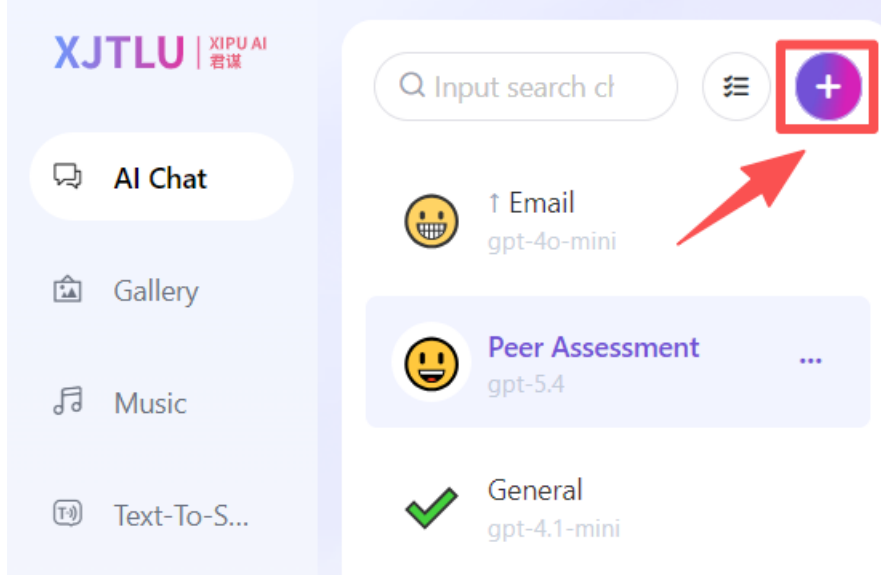 XJTLU
XIPU AI
君谋
Input search ch
AI Chat
↑ Email
gpt-4o-mini
Gallery
Peer Assessment
gpt-5.4
Music
General
gpt-4.1-mini
Text-To-S...